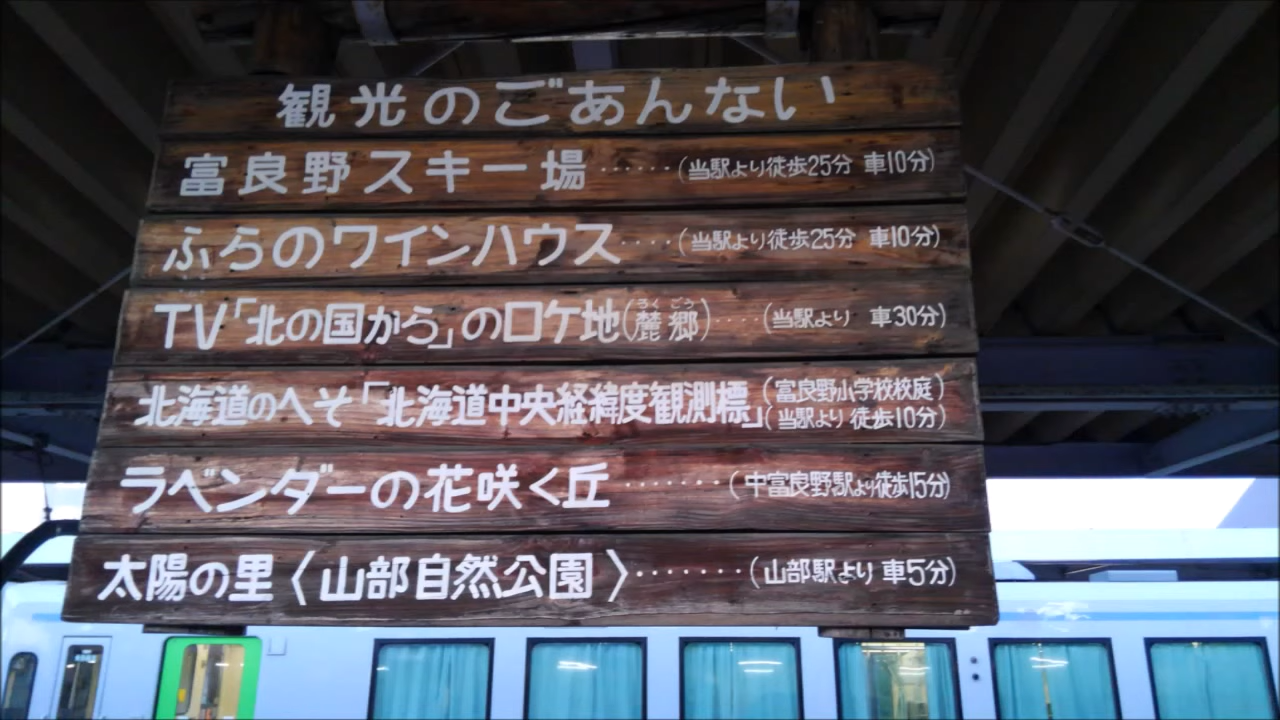 観光のごあんない
富良野スキー場……(当駅より徒歩25分 車10分)
ふらのワインハウス‥‥(当駅より徒歩25分 車10分)
TV「北の国から」のロケ地(麓郷)‥‥(当駅より 車30分)
ろくごう
北海道のへそ「北海道中央経緯度観測標」(富良野小学校校庭)
(当駅より 徒歩10分)
ラベンダーの花咲く丘‥‥‥・(中富良野駅より徒歩15分)
太陽の里〈山部自然公園〉‥‥‥・(山部駅より 車5分)